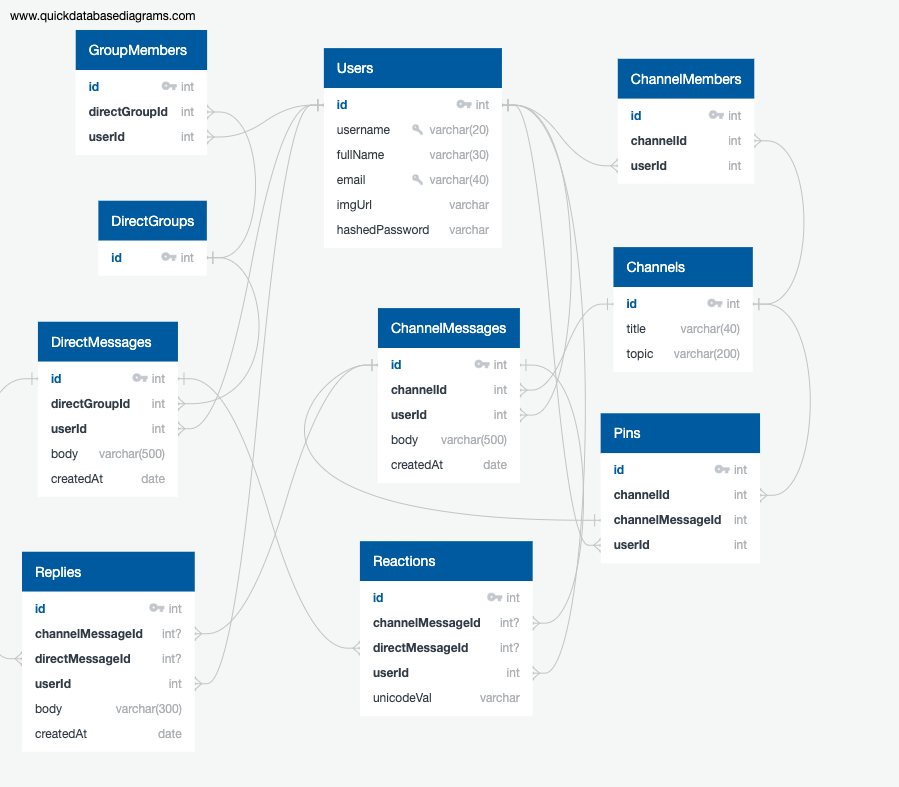 www.quickdatabasediagrams.com
GroupMembers
id int
directGroupId int
userId int
Users
id int
username varchar(20)
fullName varchar(30)
email varchar(40)
imgUrl varchar
hashedPassword varchar
ChannelMembers
id int
channelId int
userId int
DirectGroups
id int
Channels
id int
title varchar(40)
topic varchar(200)
DirectMessages
id int
directGroupId int
userId int
body varchar(500)
createdAt date
ChannelMessages
id int
channelId int
userId int
body varchar(500)
createdAt date
Pins
id int
channelId int
channelMessageId int
userId int
Replies
id int
channelMessageId int?
directMessageId int?
userId int
body varchar(300)
createdAt date
Reactions
id int
channelMessageId int?
directMessageId int?
userId int
unicodeVal varchar